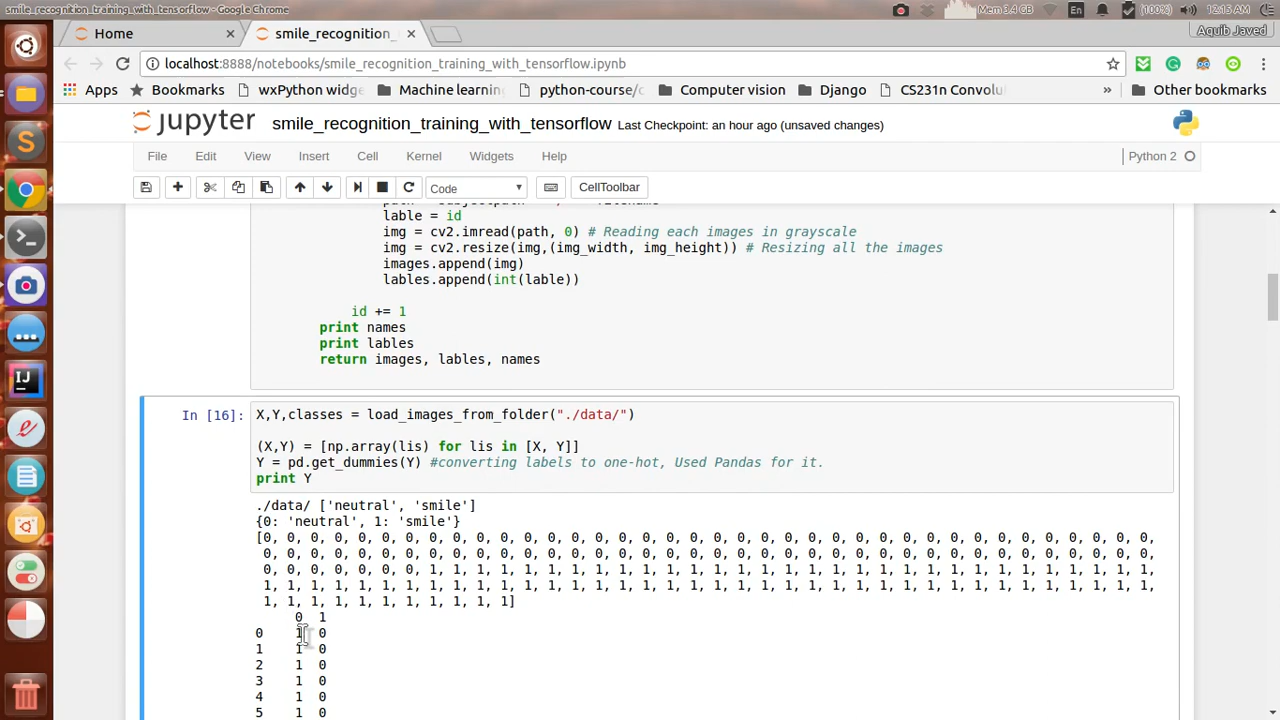 smile_recognition_training_with_tensorflow - Google Chrome
Mem 3.4 GB
En
(100%)
12:15 AM
Home
smile_recognition_
Aquib Javed
localhost:8888/notebooks/smile_recognition_training_with_tensorflow.ipynb
Apps
Bookmarks
wxPython widge
Machine learning
python-course/c
Computer vision
Django
CS231n Convolu
»
Other bookmarks
jupyter
smile_recognition_training_with_tensorflow
Last Checkpoint: an hour ago (unsaved changes)
File
Edit
View
Insert
Cell
Kernel
Widgets
Help
Python 2
Code
CellToolbar
lable = id
img = cv2.imread(path, 0) # Reading each images in grayscale
img = cv2.resize(img,(img_width, img_height)) # Resizing all the images
images.append(img)
lables.append(int(lable))
id += 1
print names
print lables
return images, lables, names
In [16]:
X,Y,classes = load_images_from_folder("./data/")
(X,Y) = [np.array(lis) for lis in [X, Y]]
Y = pd.get_dummies(Y) #converting labels to one-hot, Used Pandas for it.
print Y
./data/ ['neutral', 'smile']
{0: 'neutral', 1: 'smile'}
[0, 0, 0, 0, 0, 0, 0, 0, 0, 0, 0, 0, 0, 0, 0, 0, 0, 0, 0, 0, 0, 0, 0, 0, 0, 0, 0, 0, 0, 0, 0, 0, 0, 0, 0, 0, 0, 0,
0, 0, 0, 0, 0, 0, 0, 0, 0, 0, 0, 0, 0, 0, 0, 0, 0, 0, 0, 0, 0, 0, 0, 0, 0, 0, 0, 0, 0, 0, 0, 0, 0, 0, 0, 0, 0, 0,
0, 0, 0, 0, 0, 0, 0, 1, 1, 1, 1, 1, 1, 1, 1, 1, 1, 1, 1, 1, 1, 1, 1, 1, 1, 1, 1, 1, 1, 1, 1, 1, 1, 1, 1, 1, 1, 1,
1, 1, 1, 1, 1, 1, 1, 1, 1, 1, 1, 1, 1, 1, 1, 1, 1, 1, 1, 1, 1, 1, 1, 1, 1, 1, 1, 1, 1, 1, 1, 1, 1, 1, 1, 1, 1, 1,
1, 1, 1, 1, 1, 1, 1, 1, 1, 1, 1]
0 1
0 1 0
1 1 0
2 1 0
3 1 0
4 1 0
5 1 0